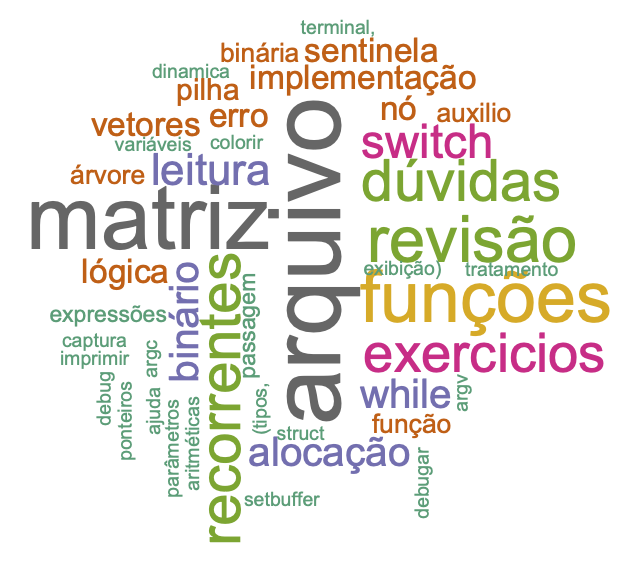 terminal,
binária
sentinela
dinamica
implementação
pilha
nó
auxilio
vetores
erro
variáveis
colorir
switch
árvore
leitura
dúvidas
matriz
arquivo
revisão
lógica
exibição)
tratamento
binário
recorrentes
passagem
funções
expressões
captura
imprimir
argc
exercicios
debug
ponteiros
ajuda
parâmetros
aritméticas
(tipos,
while
argv
função
struct
alocação
debugar
setbuffer